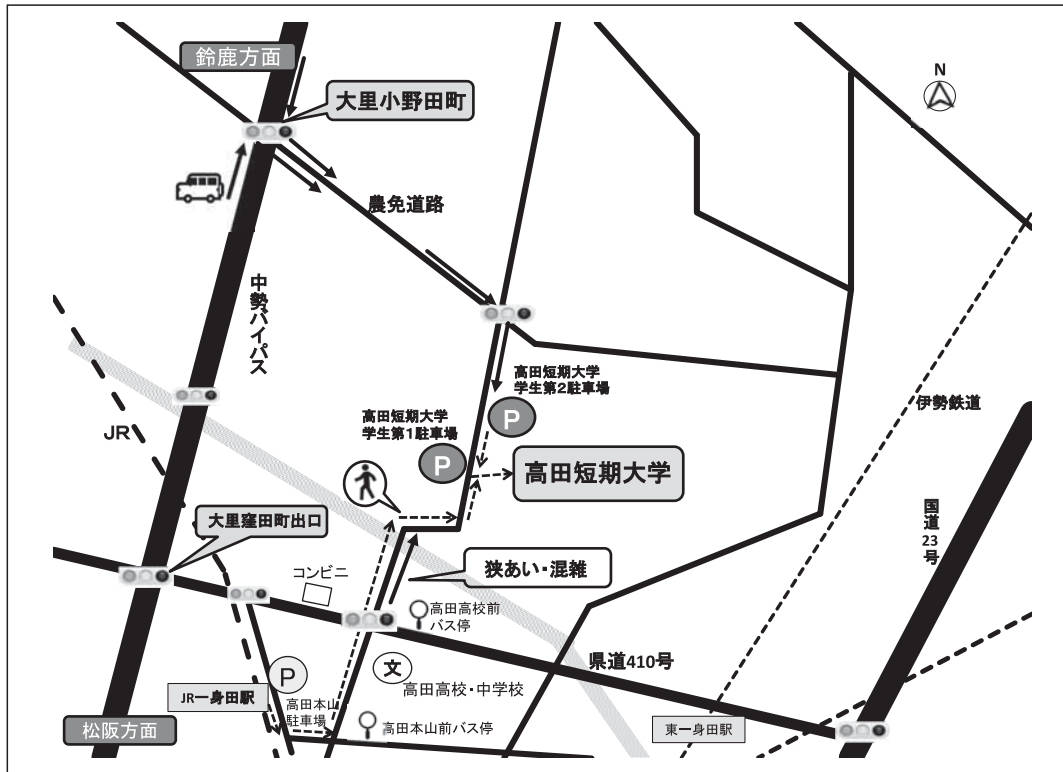 鈴鹿方面
大里小野田町
N
農免道路
中勢バイパス
高田短期大学
学生第2駐車場
P
高田短期大学
学生第1駐車場
P
伊勢鉄道
JR
高田短期大学
大里窪田町出口
国道23号
コンビニ
狭あい・混雑
高田高校前
バス停
県道410号
文
高田高校・中学校
P
JR一身田駅
高田本山
駐車場
高田本山前バス停
東一身田駅
松阪方面